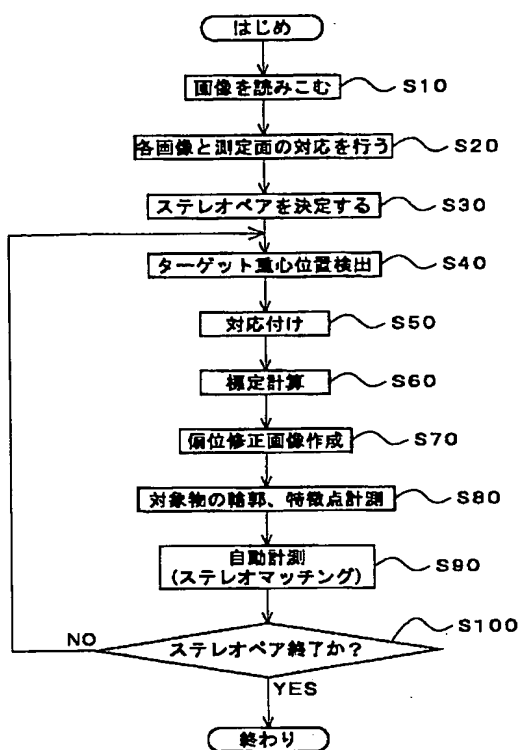 はじめ
画像を読みこむ S10
各画像と測定面の対応を行う S20
ステレオペアを決定する S30
ターゲット重心位置検出 S40
対応付け S50
標定計算 S60
偏位修正画像作成 S70
対象物の輪郭、特徴点計測 S80
自動計測
(ステレオマッチング) S90
ステレオペア終了か? S100
NO
YES
終わり